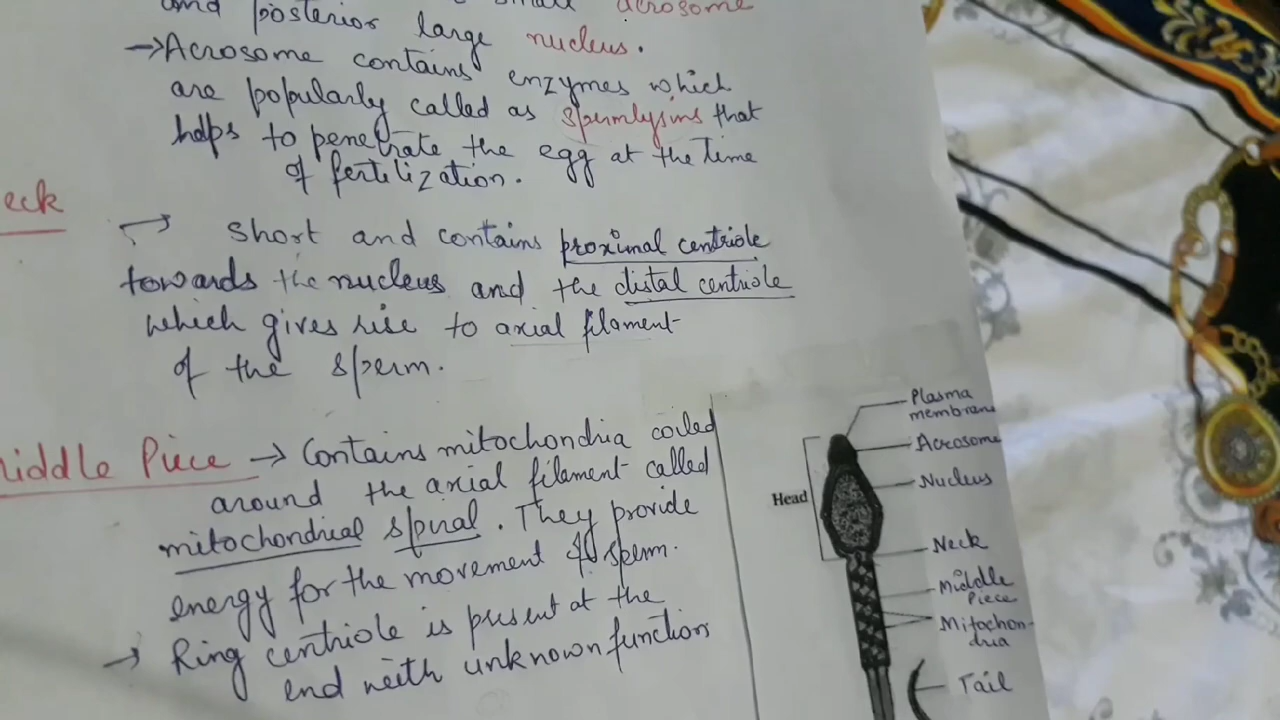 and posterior large nucleus.
small acrosome
→Acrosome contains enzymes which
are popularly called as spermlysins that
helps to penetrate the egg at the time
of fertilization.
eck
→ short and contains proximal centriole
towards the nucleus and the distal centriole
which gives rise to axial filament
of the sperm.
middle Piece → Contains mitochondria coiled
around the axial filament called
mitochondrial spiral. They provide
energy for the movement of sperm.
→ Ring centriole is present at the
end with unknown function
Plasma
membrane
Acrosome
Nucleus
Head
Neck
Middle
Piece
Mitochon-
dria
Tail